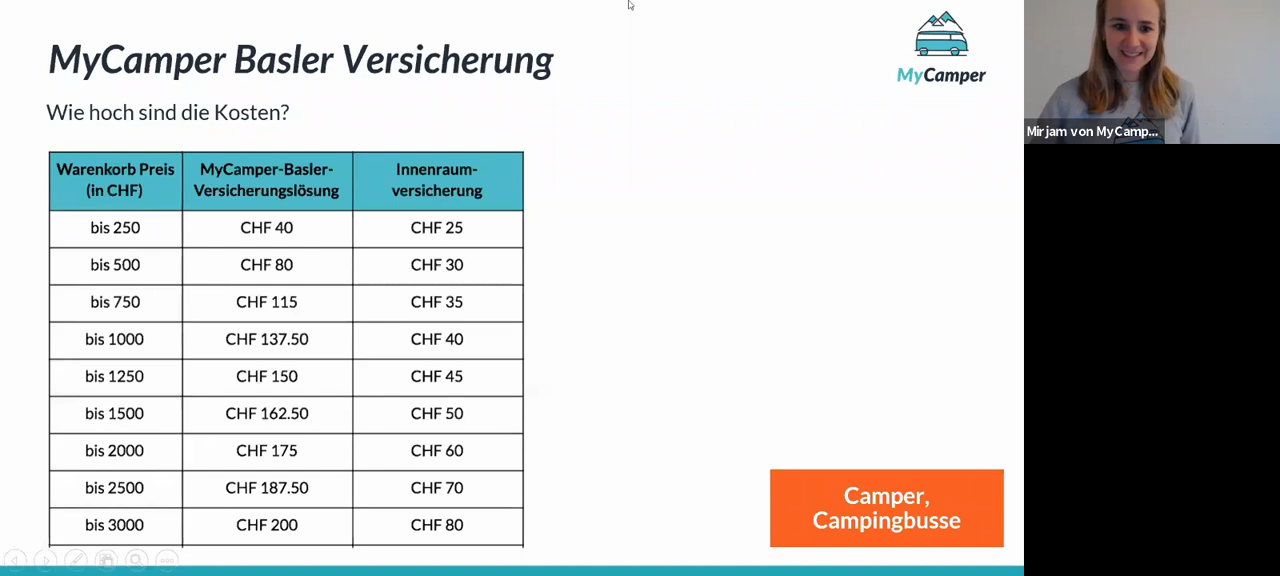 MyCamper Basler Versicherung
MyCamper
Wie hoch sind die Kosten?
Mirjam von MyCamp...
Warenkorb Preis (in CHF) MyCamper-Basler-Versicherungslösung Innenraum-versicherung
bis 250 CHF 40 CHF 25
bis 500 CHF 80 CHF 30
bis 750 CHF 115 CHF 35
bis 1000 CHF 137.50 CHF 40
bis 1250 CHF 150 CHF 45
bis 1500 CHF 162.50 CHF 50
bis 2000 CHF 175 CHF 60
bis 2500 CHF 187.50 CHF 70
bis 3000 CHF 200 CHF 80
Camper,
Campingbusse